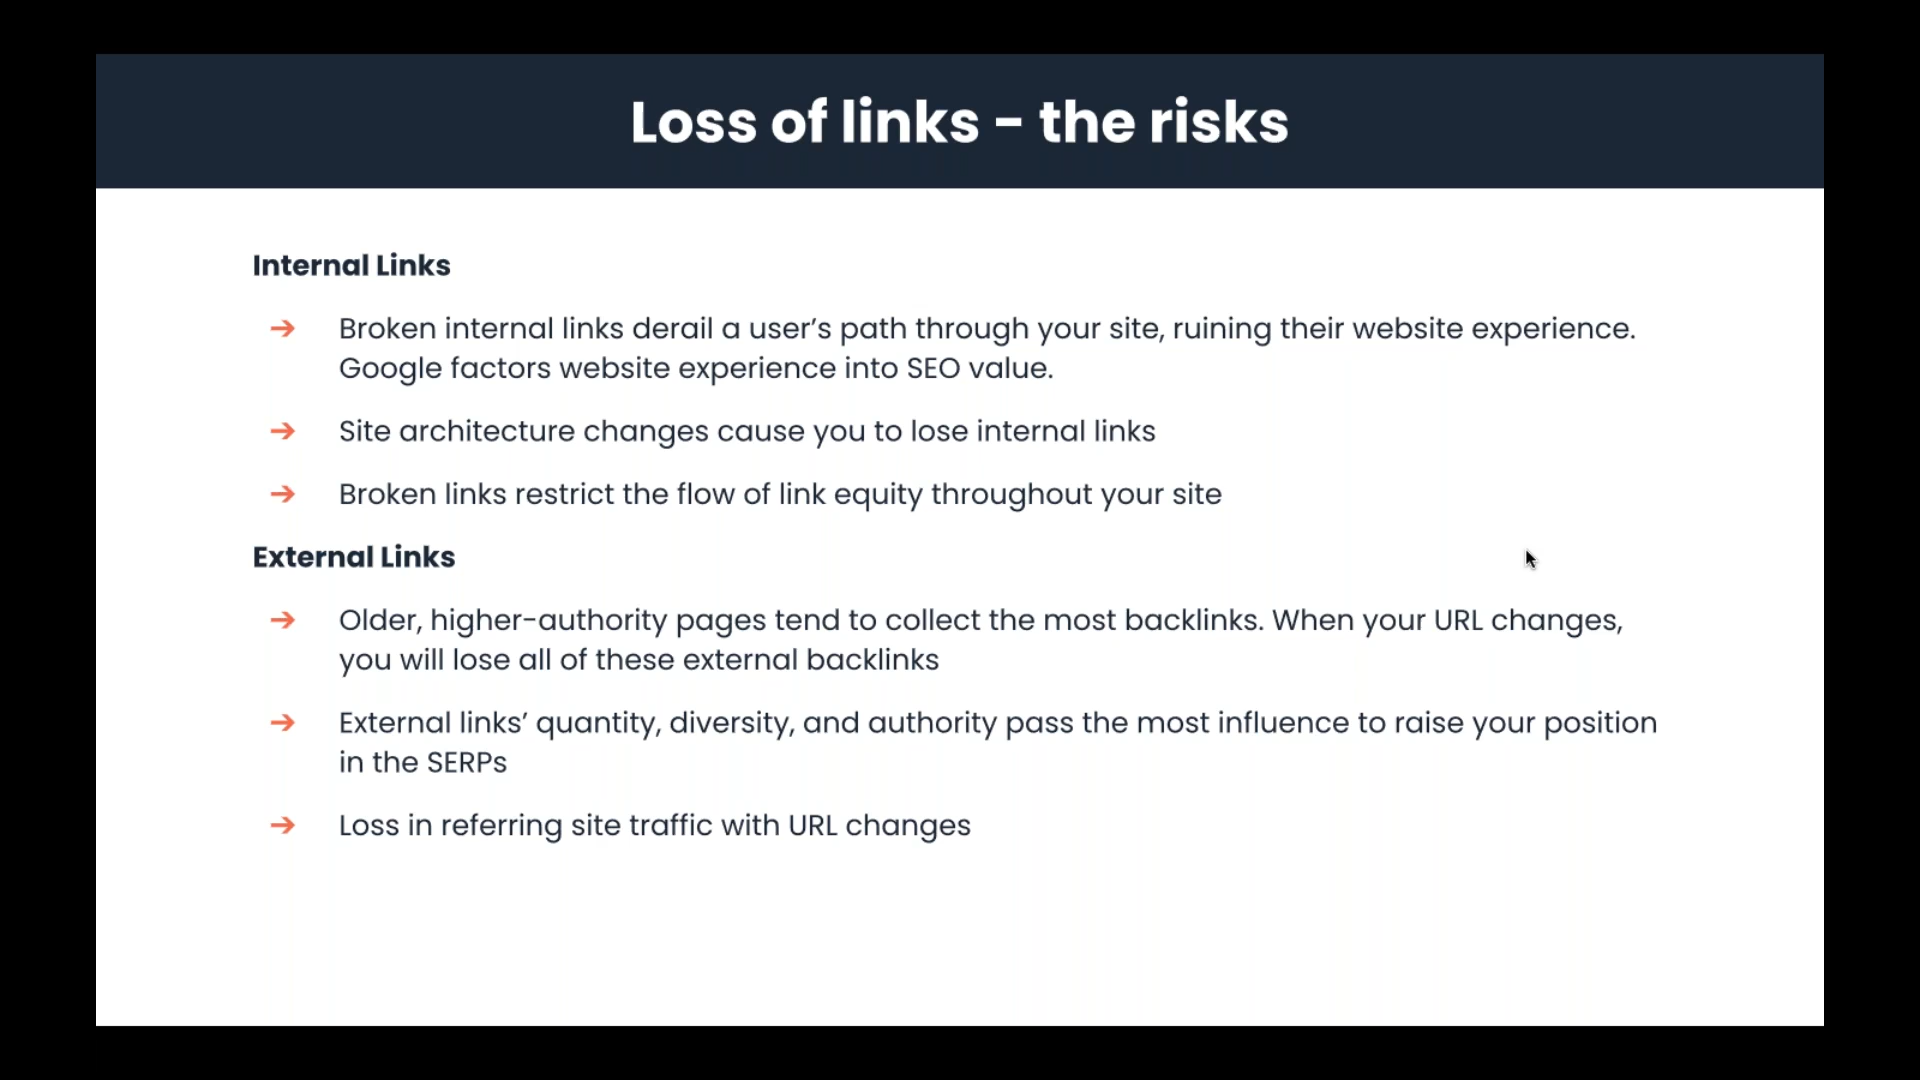 Loss of links - the risks
Internal Links
➔ Broken internal links derail a user’s path through your site, ruining their website experience.
Google factors website experience into SEO value.
➔ Site architecture changes cause you to lose internal links
➔ Broken links restrict the flow of link equity throughout your site
External Links
➔ Older, higher-authority pages tend to collect the most backlinks. When your URL changes,
you will lose all of these external backlinks
➔ External links’ quantity, diversity, and authority pass the most influence to raise your position
in the SERPs
➔ Loss in referring site traffic with URL changes